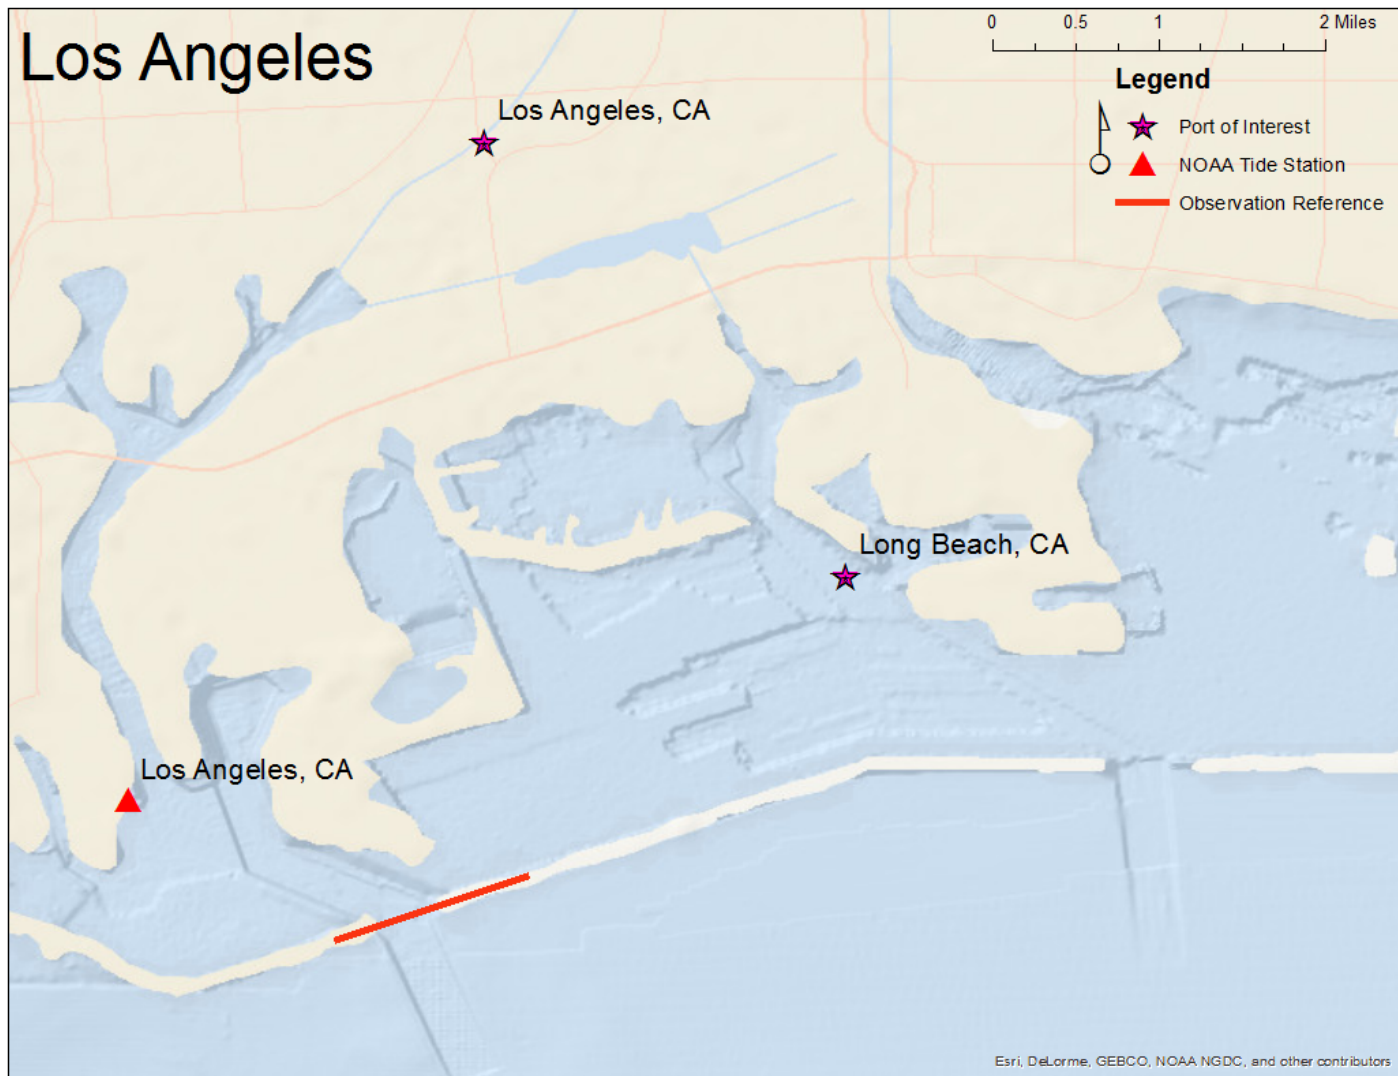 Los Angeles
0 0.5 1 2 Miles
Legend
Port of Interest
NOAA Tide Station
Observation Reference
Los Angeles, CA
Long Beach, CA
Los Angeles, CA
Esri, DeLorme, GEBCO, NOAA NGDC, and other contributors